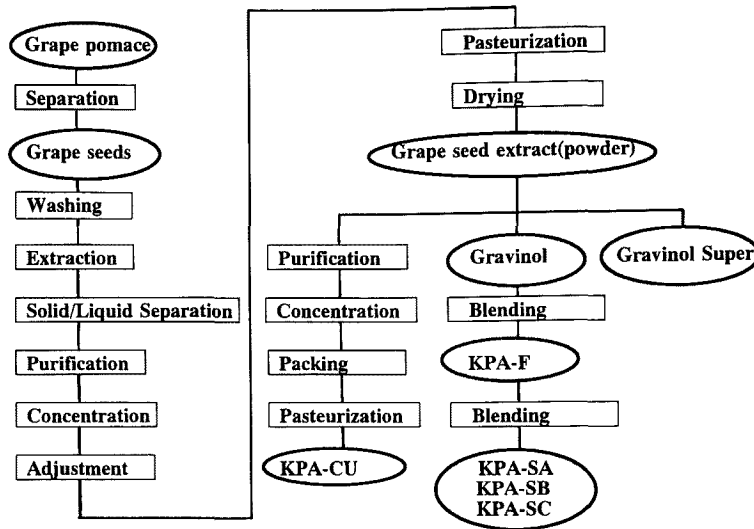 Grape pomace
Separation
Grape seeds
Washing
Extraction
Solid/Liquid Separation
Purification
Concentration
Adjustment
Pasteurization
Drying
Grape seed extract(powder)
Purification
Concentration
Packing
Pasteurization
KPA-CU
Gravinol
Blending
KPA-F
Blending
KPA-SA
KPA-SB
KPA-SC
Gravinol Super